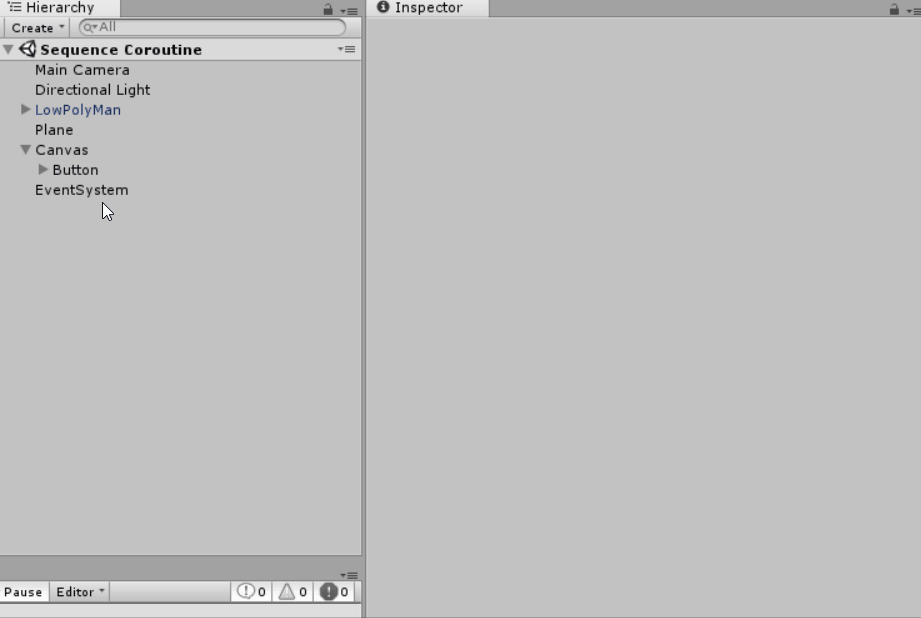 Hierarchy
Create
All
Sequence Coroutine
Main Camera
Directional Light
LowPolyMan
Plane
Canvas
Button
EventSystem
Pause
Editor
0
0
0
Inspector